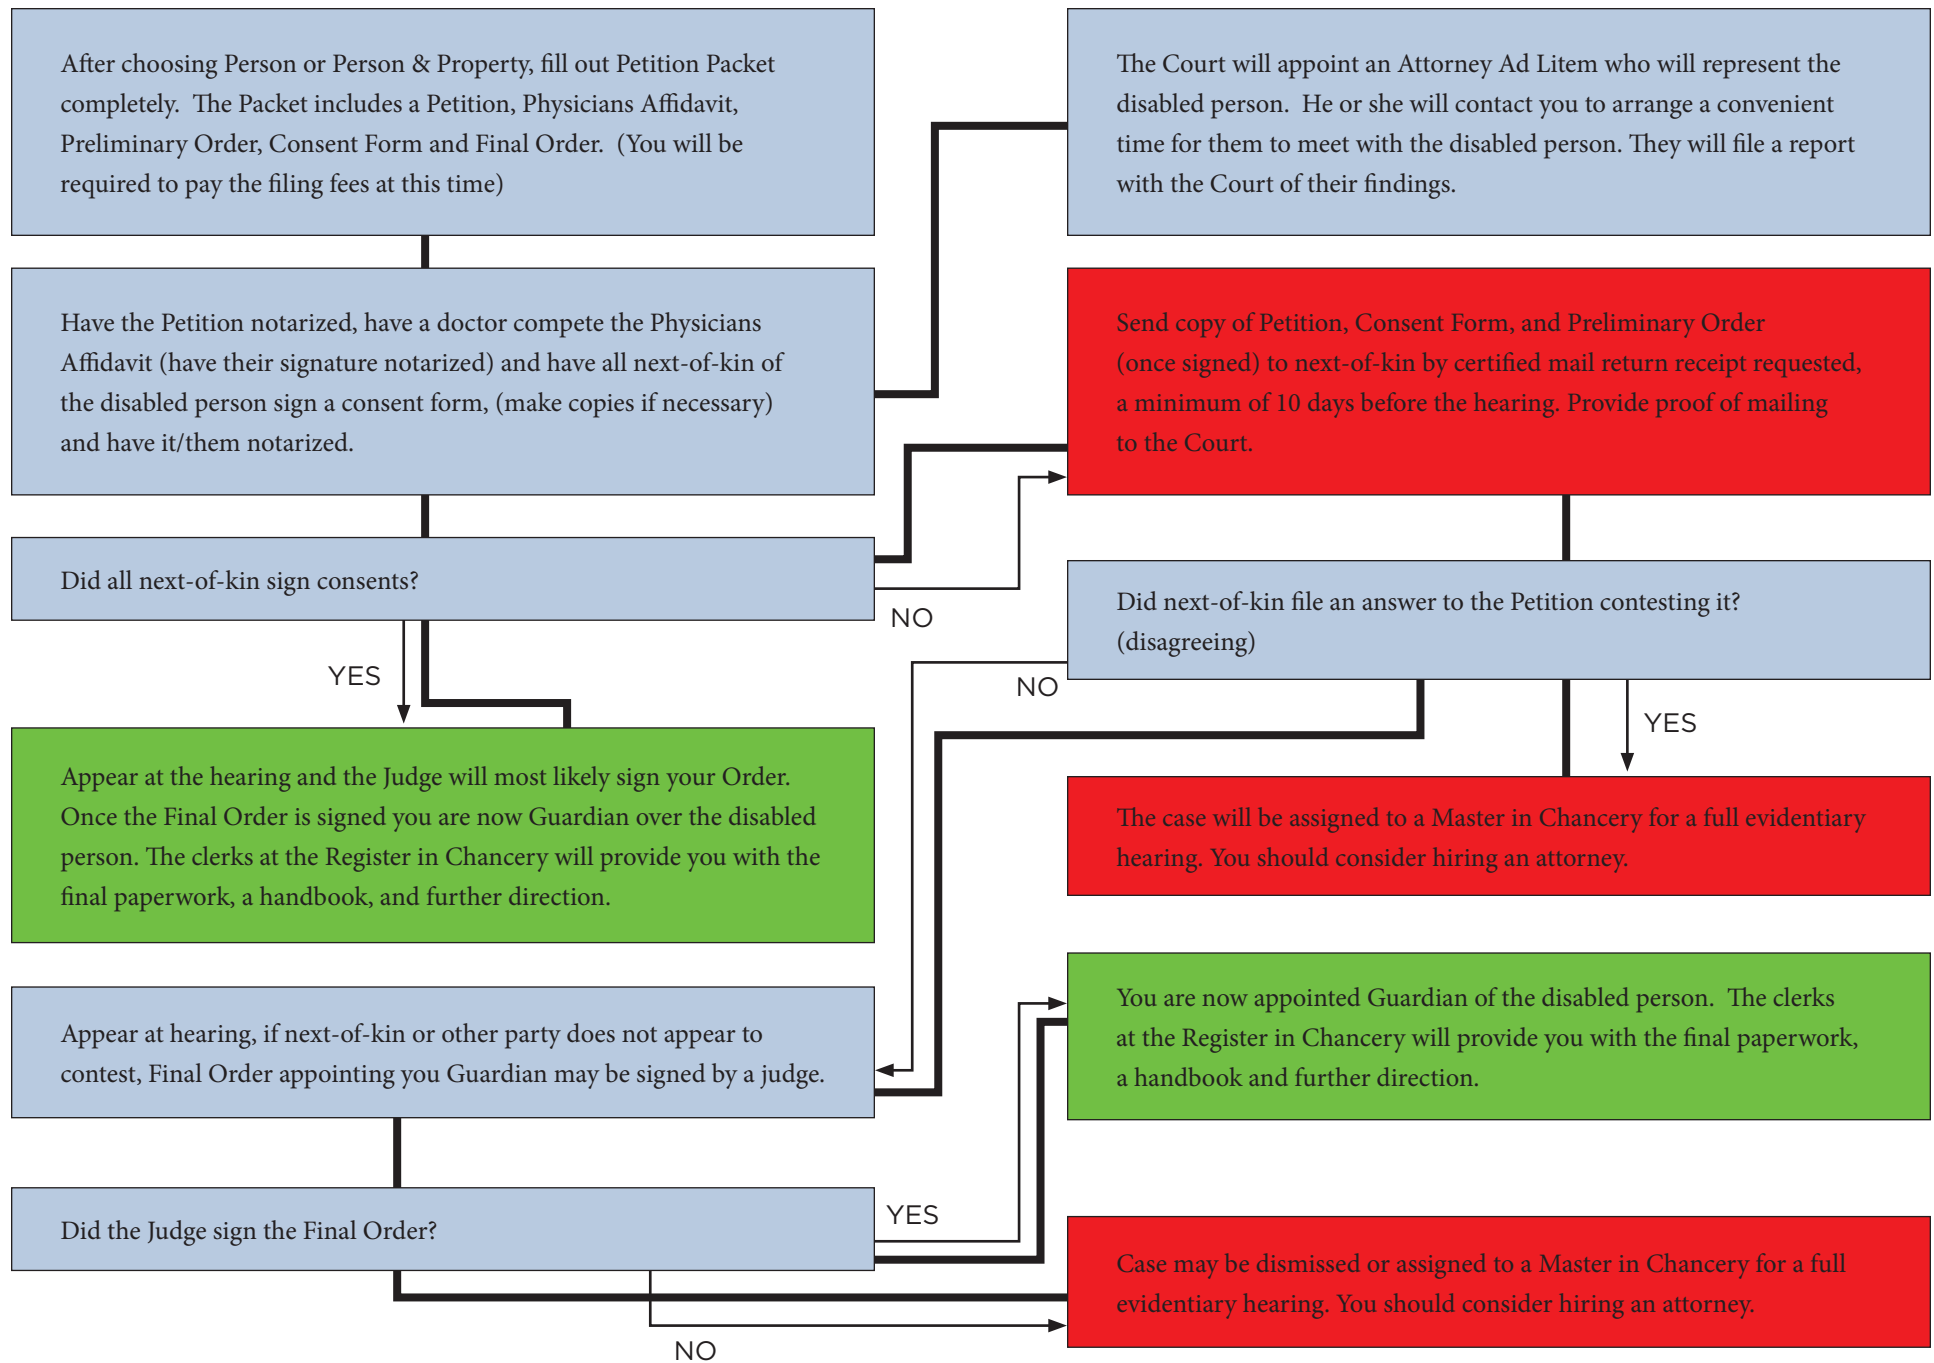 After choosing Person or Person & Property, fill out Petition Packet
completely.  The Packet includes a Petition, Physicians Affidavit,
Preliminary Order, Consent Form and Final Order.  (You will be
required to pay the filing fees at this time)
The Court will appoint an Attorney Ad Litem who will represent the
disabled person.  He or she will contact you to arrange a convenient
time for them to meet with the disabled person. They will file a report
with the Court of their findings.
Have the Petition notarized, have a doctor compete the Physicians
Affidavit (have their signature notarized) and have all next-of-kin of
the disabled person sign a consent form, (make copies if necessary)
and have it/them notarized.
Send copy of Petition, Consent Form, and Preliminary Order
(once signed) to next-of-kin by certified mail return receipt requested,
a minimum of 10 days before the hearing. Provide proof of mailing
to the Court.
Did all next-of-kin sign consents?
NO
YES
Did next-of-kin file an answer to the Petition contesting it?
(disagreeing)
NO
YES
Appear at the hearing and the Judge will most likely sign your Order.
Once the Final Order is signed you are now Guardian over the disabled
person. The clerks at the Register in Chancery will provide you with the
final paperwork, a handbook, and further direction.
The case will be assigned to a Master in Chancery for a full evidentiary
hearing. You should consider hiring an attorney.
Appear at hearing, if next-of-kin or other party does not appear to
contest, Final Order appointing you Guardian may be signed by a judge.
You are now appointed Guardian of the disabled person.  The clerks
at the Register in Chancery will provide you with the final paperwork,
a handbook and further direction.
Did the Judge sign the Final Order?
YES
NO
Case may be dismissed or assigned to a Master in Chancery for a full
evidentiary hearing. You should consider hiring an attorney.